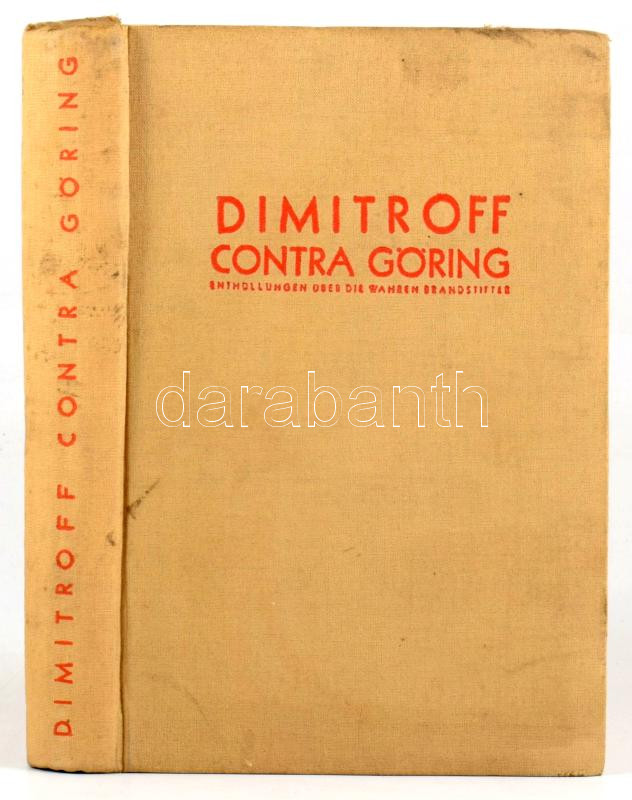 DIMITROFF CONTRA GÖRING
DIMITROFF
CONTRA GÖRING
ENTHÜLLUNGEN ÜBER DIE WAHREN BRANDSTIFTER
darabanth